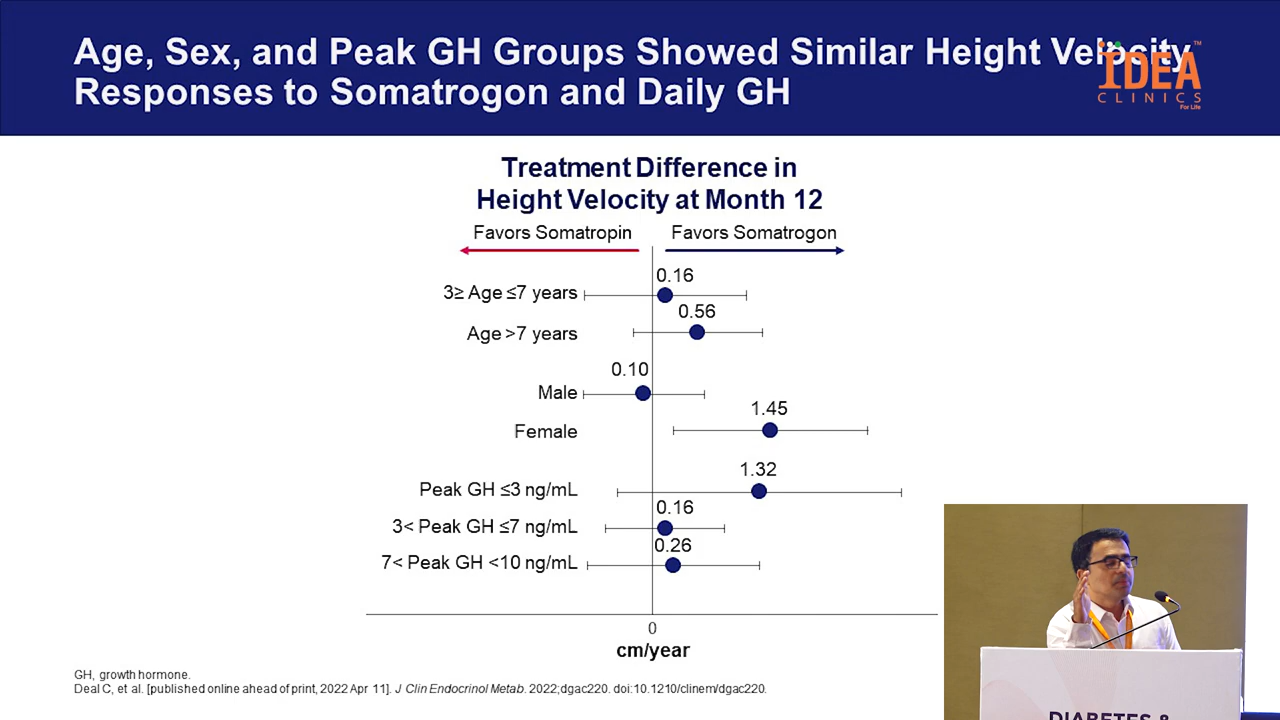 Age, Sex, and Peak GH Groups Showed Similar Height Velocity
Responses to Somatrogon and Daily GH
IDEA
CLINICS
For Life
TM
Treatment Difference in
Height Velocity at Month 12
Favors Somatropin
Favors Somatrogon
3≥ Age ≤7 years
0.16
Age >7 years
0.56
Male
0.10
Female
1.45
Peak GH ≤3 ng/mL
1.32
3< Peak GH ≤7 ng/mL
0.16
7< Peak GH <10 ng/mL
0.26
0
cm/year
GH, growth hormone.
Deal C, et al. [published online ahead of print, 2022 Apr 11]. J Clin Endocrinol Metab. 2022;dgac220. doi:10.1210/clinem/dgac220.
DIABETES &